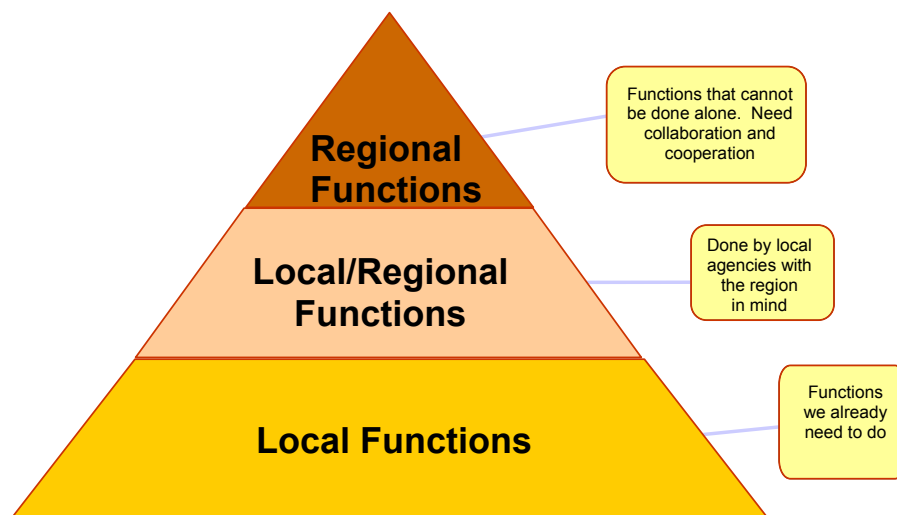 Functions that cannot
be done alone.  Need
collaboration and
cooperation
Regional
Functions
Done by local
agencies with
the region
in mind
Local/Regional
Functions
Functions
we already
need to do
Local Functions